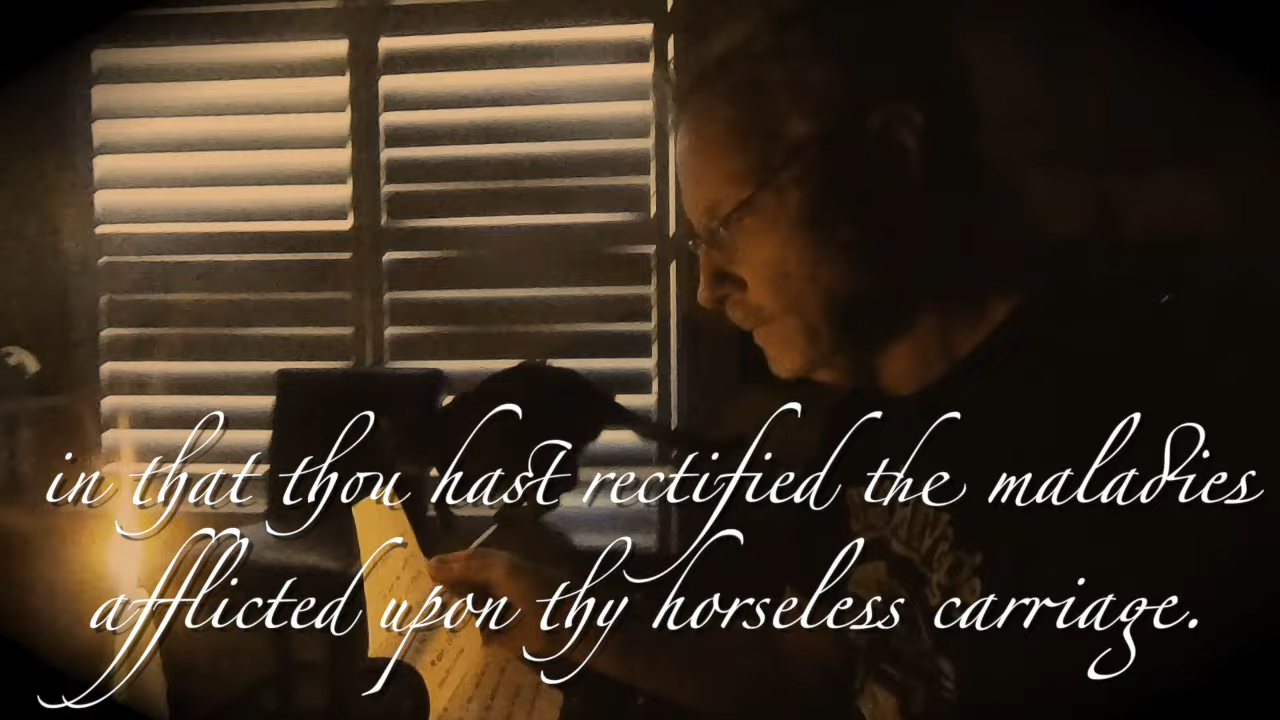 in that thou hast rectified the maladies
afflicted upon thy horseless carriage.